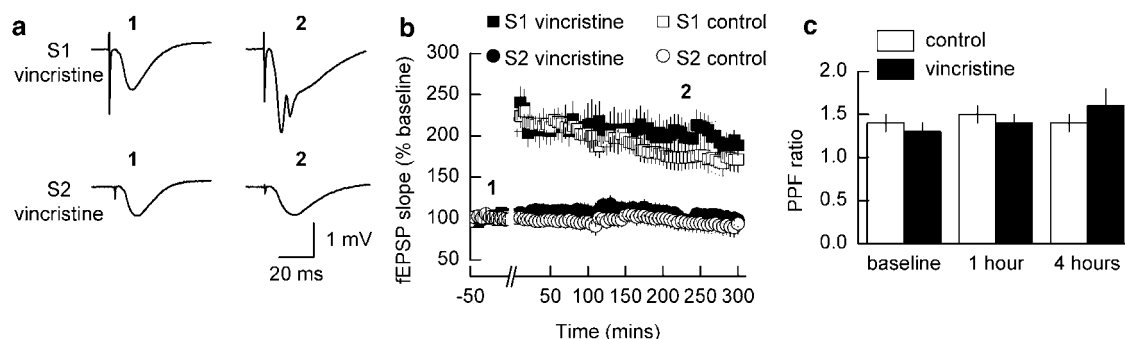 a
1
2
S1
vincristine
1
2
S2
vincristine
1 mV
20 ms
b
S1 vincristine
S1 control
S2 vincristine
S2 control
fEPSP slope (% baseline)
300
250
200
150
100
50
1
2
-50
50
100
150
200
250
300
Time (mins)
c
control
vincristine
PPF ratio
2.0
1.5
1.0
0.5
0.0
baseline
1 hour
4 hours